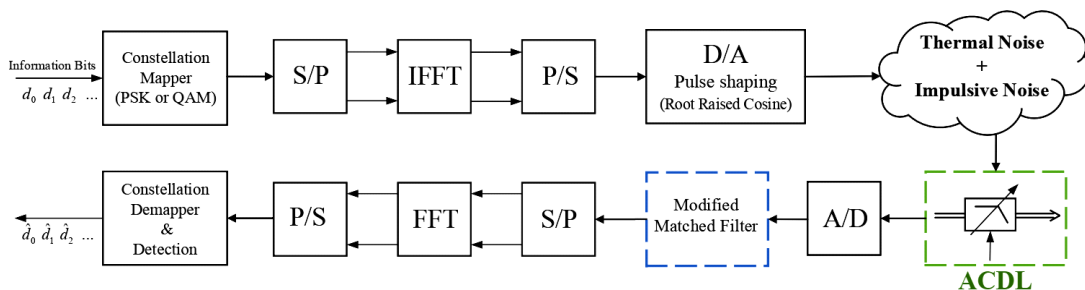 Information Bits
d₀ d₁ d₂ ...
Constellation
Mapper
(PSK or QAM)
S/P
IFFT
P/S
D/A
Pulse shaping
(Root Raised Cosine)
Thermal Noise
+
Impulsive Noise
d̂₀ d̂₁ d̂₂ ...
Constellation
Demapper
&
Detection
P/S
FFT
S/P
Modified
Matched Filter
A/D
ACDL